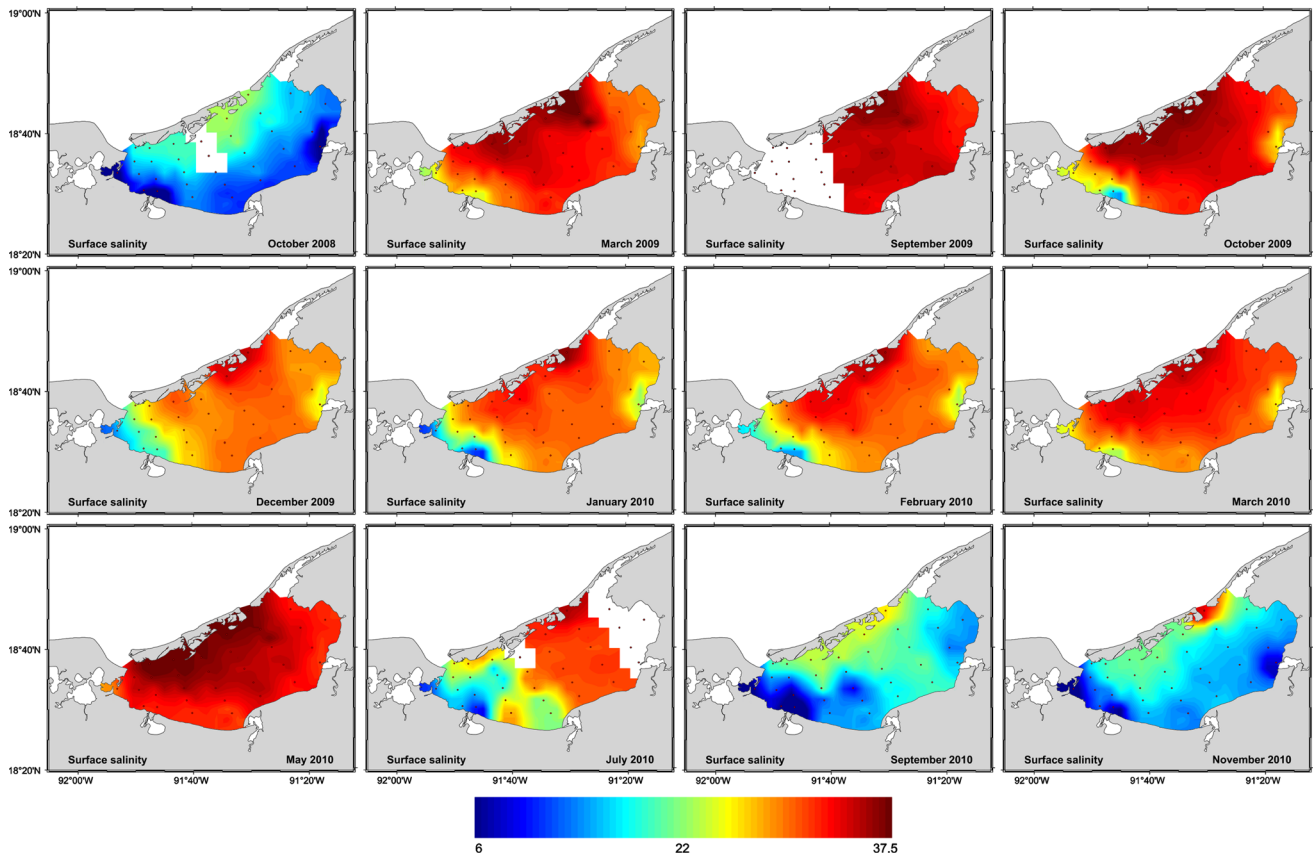 19°00'N
18°40'N
18°20'N
Surface salinity October 2008
Surface salinity March 2009
Surface salinity September 2009
Surface salinity October 2009
19°00'N
18°40'N
18°20'N
Surface salinity December 2009
Surface salinity January 2010
Surface salinity February 2010
Surface salinity March 2010
19°00'N
18°40'N
18°20'N
Surface salinity May 2010
Surface salinity July 2010
Surface salinity September 2010
Surface salinity November 2010
92°00'W 91°40'W 91°20'W 92°00'W 91°40'W 91°20'W 92°00'W 91°40'W 91°20'W 92°00'W 91°40'W 91°20'W
6 22 37.5